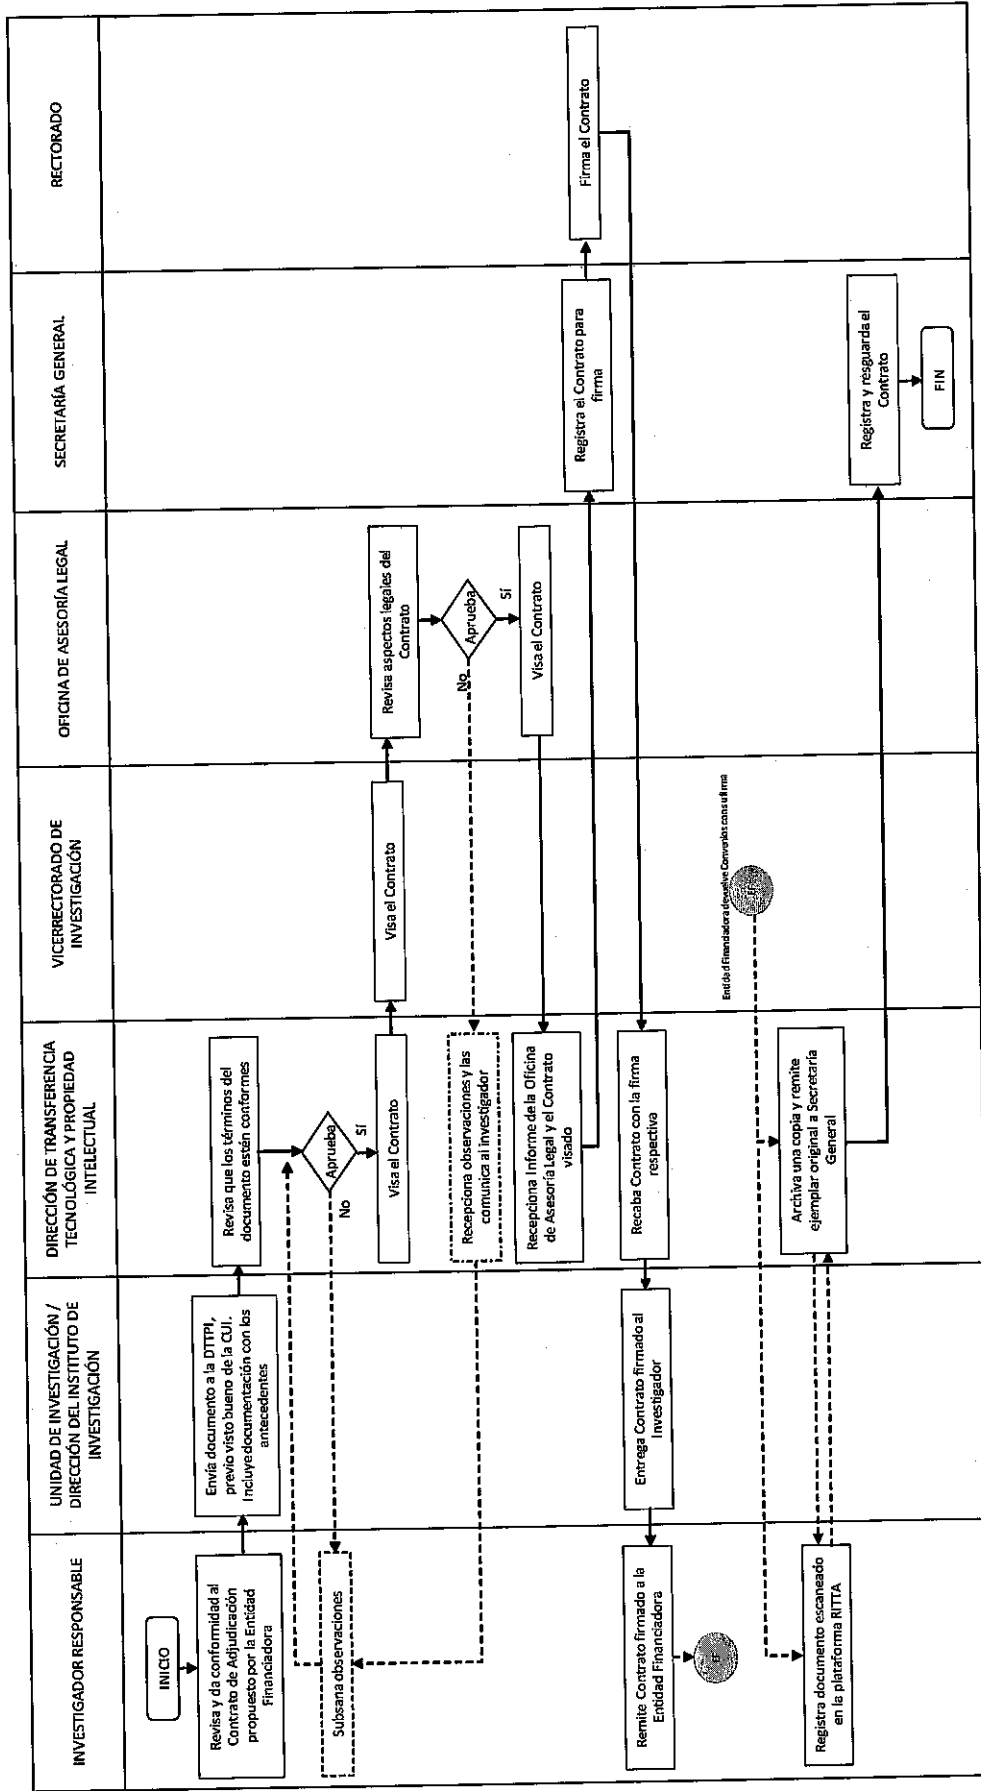 INVESTIGADOR RESPONSABLE
UNIDAD DE INVESTIGACIÓN /
DIRECCIÓN DEL INSTITUTO DE
INVESTIGACIÓN
DIRECCIÓN DE TRANSFERENCIA
TECNOLÓGICA Y PROPIEDAD
INTELECTUAL
VICERRECTORADO DE
INVESTIGACIÓN
OFICINA DE ASESORÍA LEGAL
SECRETARÍA GENERAL
RECTORADO
INICIO
Revisa y da conformidad al
Contrato de Adjudicación
propuesto por la Entidad
Financiadora
Envía documento a la DTTPI,
previo visto bueno de la CUI.
Incluye documentación con los
antecedentes
Revisa que los términos del
documento estén conformes
Aprueba
No
Sí
Subsana observaciones
Visa el Contrato
Visa el Contrato
Revisa aspectos legales del
Contrato
Aprueba
No
Sí
Recepciona observaciones y las
comunica al investigador
Visa el Contrato
Recepciona Informe de la Oficina
de Asesoría Legal y el Contrato
visado
Registra el Contrato para
firma
Firma el Contrato
Recaba Contrato con la firma
respectiva
Entrega Contrato firmado al
Investigador
Remite Contrato firmado a la
Entidad Financiadora
EF
Entidad Financiadora devuelve Convenios con su firma
EF
Registra documento escaneado
en la plataforma RITTA
Archiva una copia y remite
ejemplar original a Secretaría
General
Registra y resguarda el
Contrato
FIN